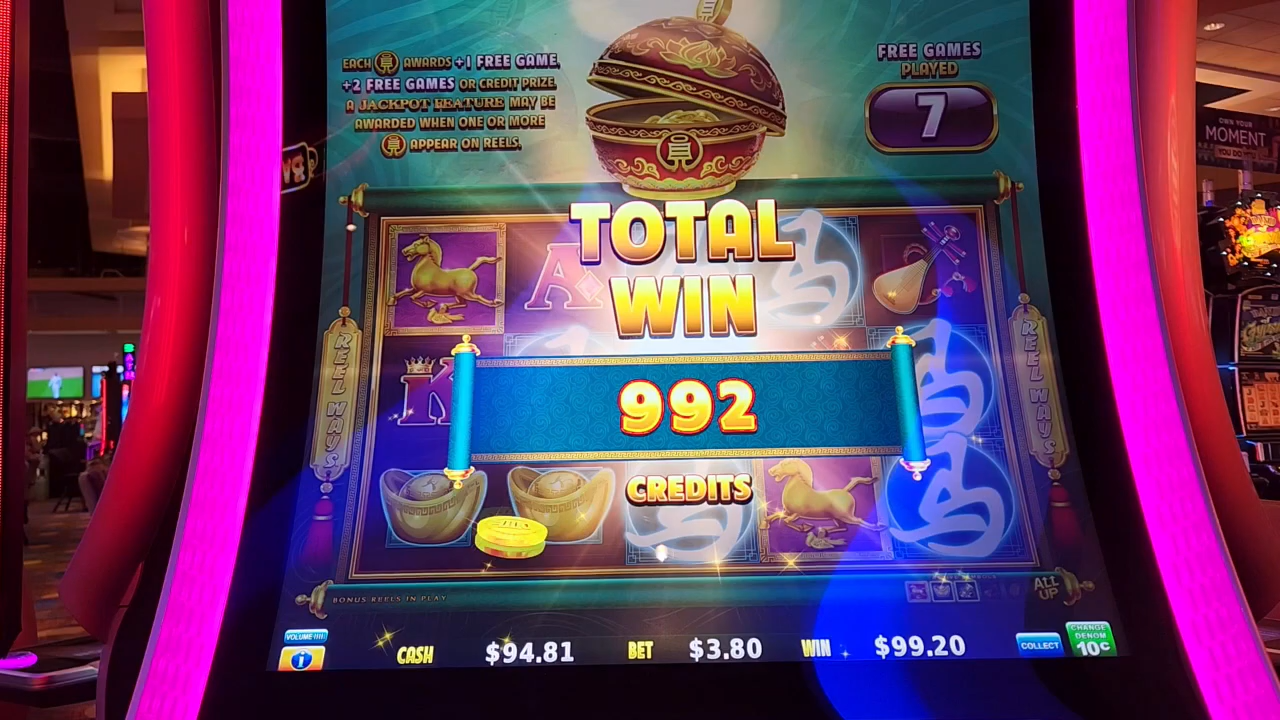 EACH 員 AWARDS +1 FREE GAME,
+2 FREE GAMES OR CREDIT PRIZE.
A JACKPOT FEATURE MAY BE
AWARDED WHEN ONE OR MORE
員 APPEAR ON REELS.
FREE GAMES
PLAYED
7
OWN YOUR
MOMENT
TOTAL
WIN
A
K
REEL WAYS
REEL WAYS
992
CREDITS
BONUS REELS IN PLAY
ALL
UP
VOLUME
i
CASH $94.81 BET $3.80 WIN $99.20
COLLECT
CHANGE
DENOM
10¢